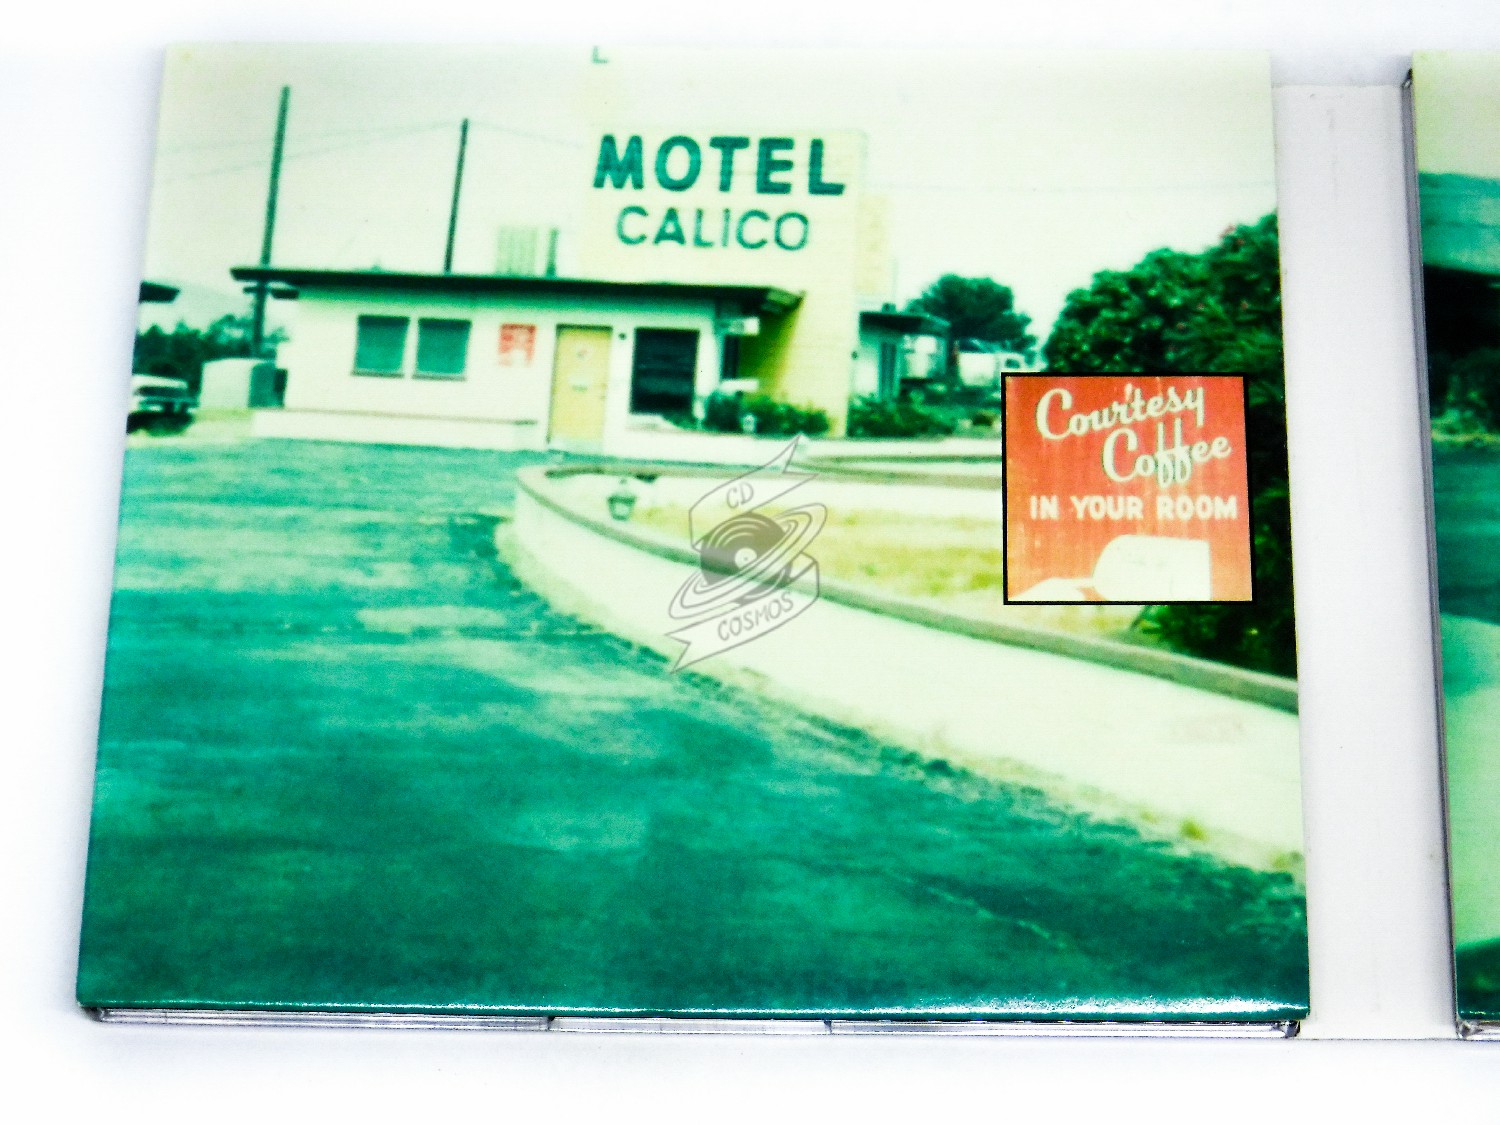 L
MOTEL
CALICO
Courtesy
Coffee
IN YOUR ROOM
CD
COSMOS